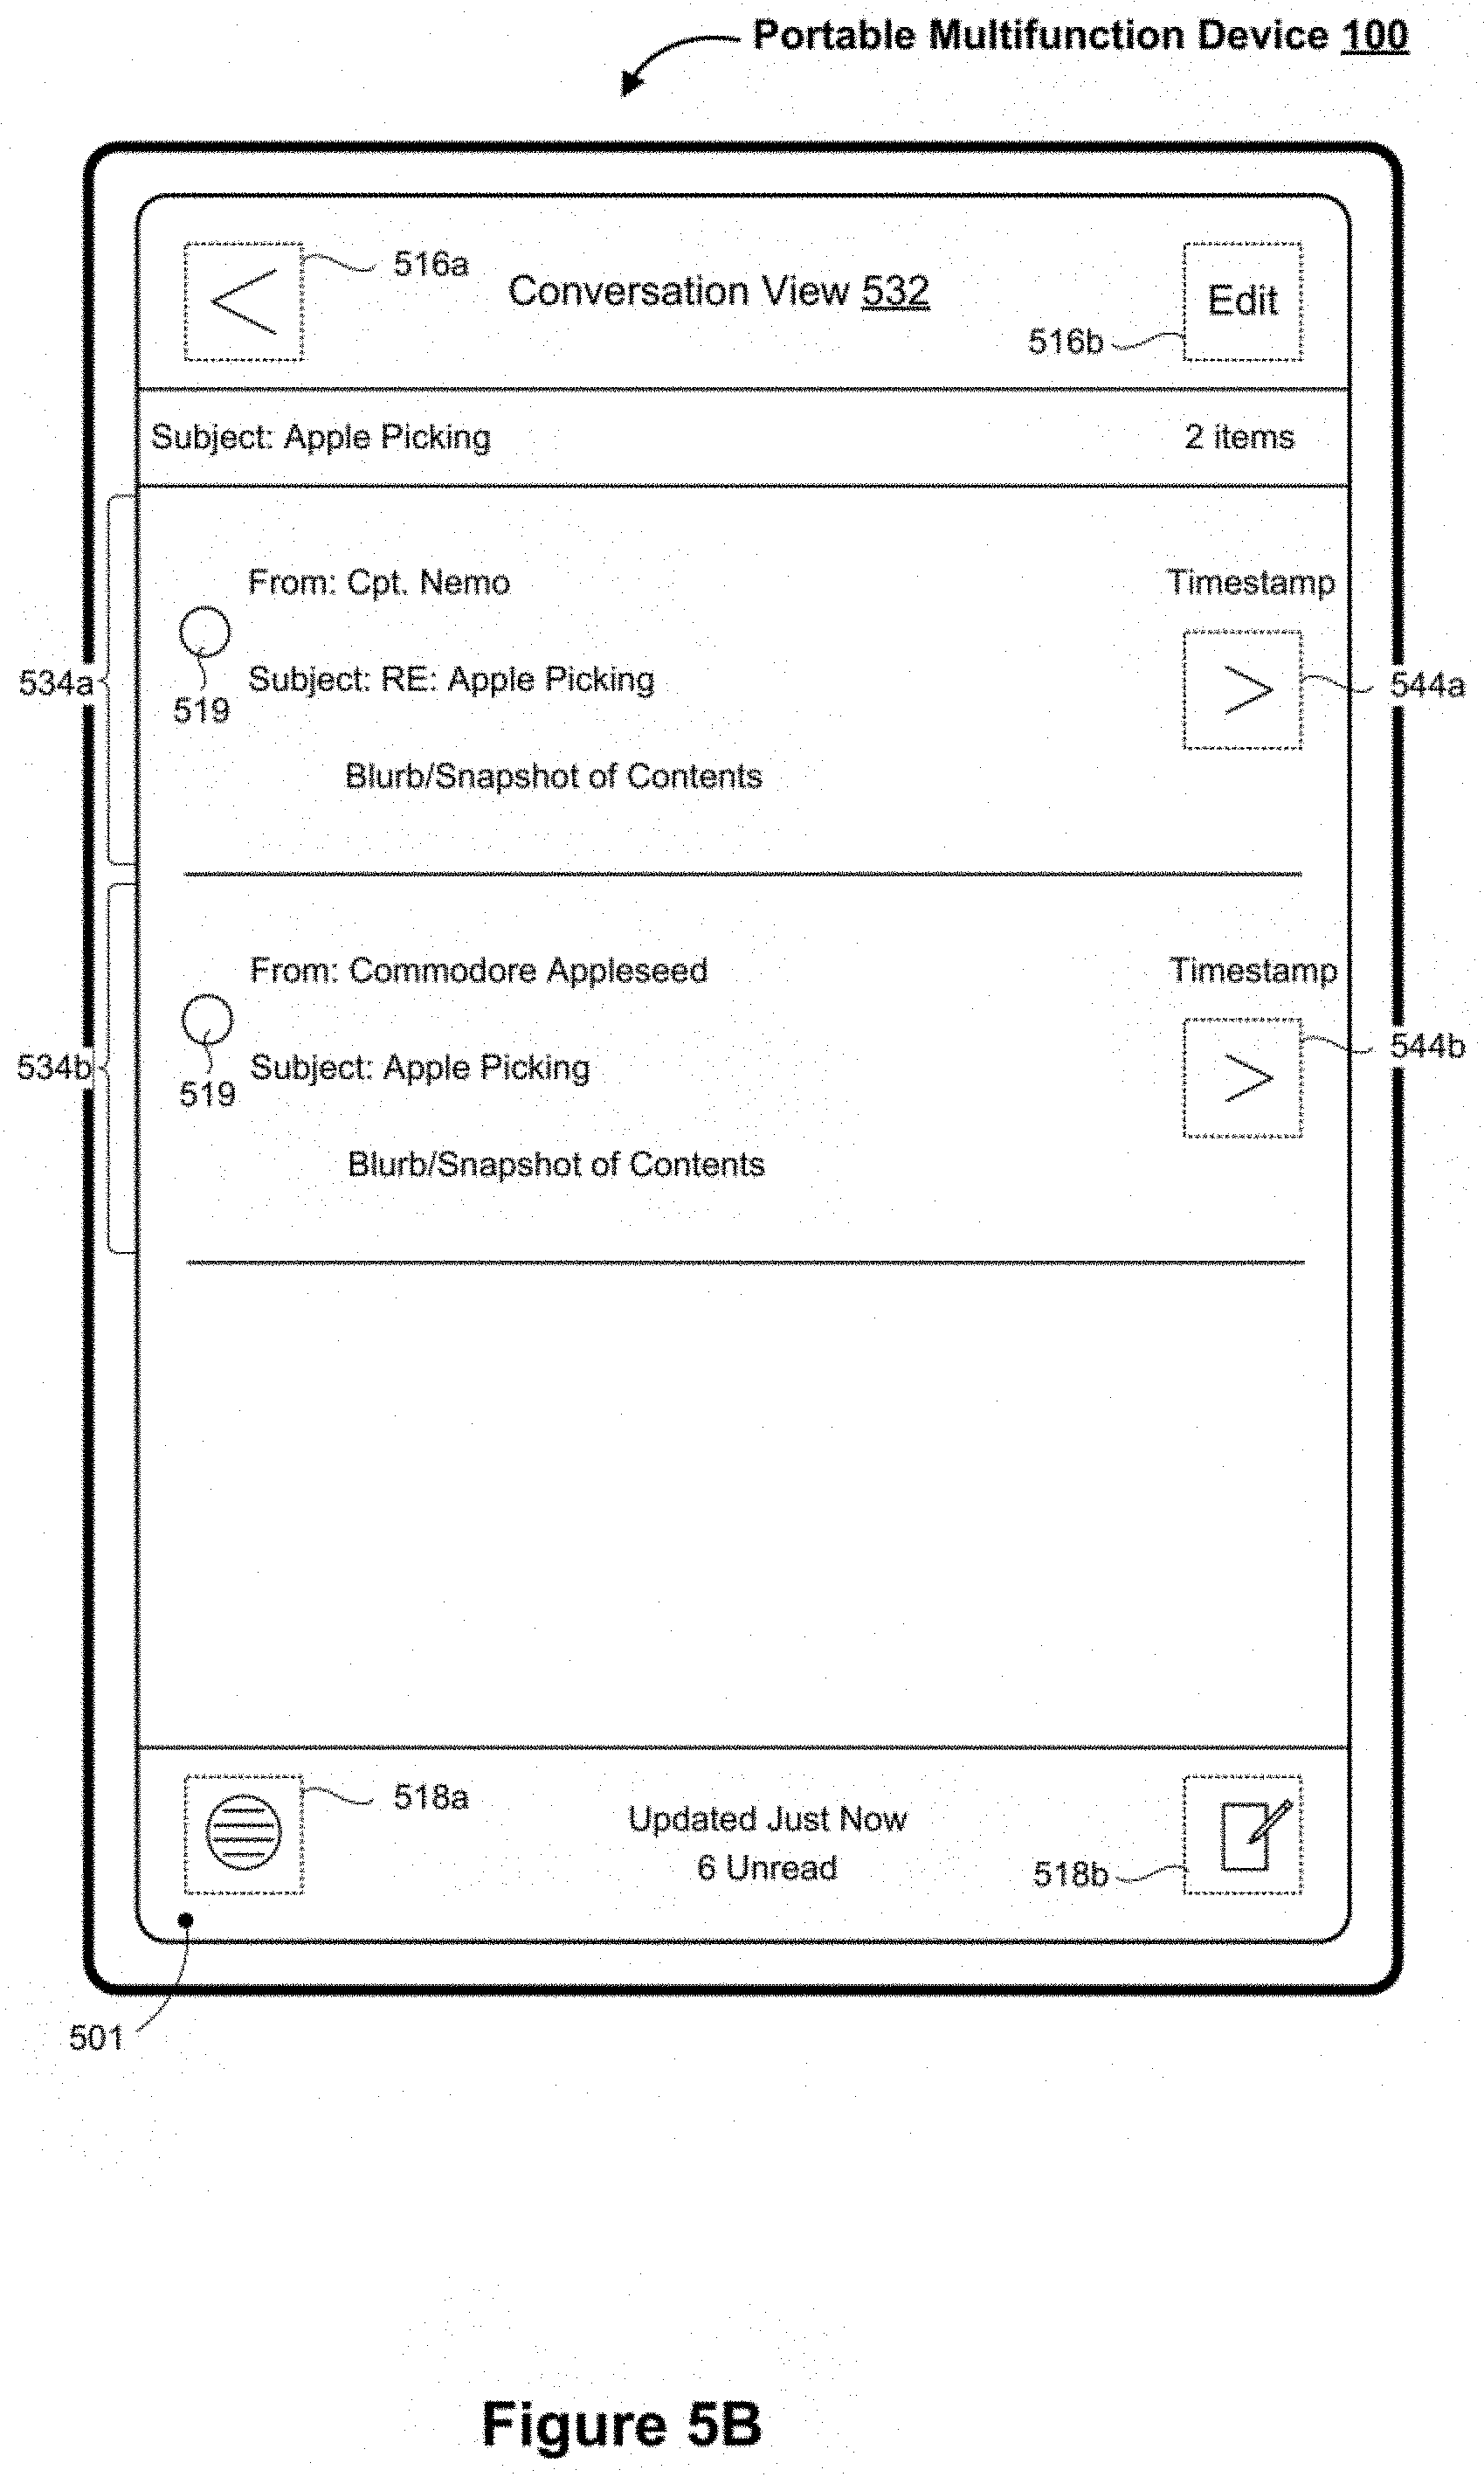 Portable Multifunction Device 100
516a
Conversation View 532
Edit
516b
Subject: Apple Picking 2 items
From: Cpt. Nemo Timestamp
534a
519
Subject: RE: Apple Picking
544a
Blurb/Snapshot of Contents
From: Commodore Appleseed Timestamp
534b
519
Subject: Apple Picking
544b
Blurb/Snapshot of Contents
518a
Updated Just Now
6 Unread
518b
501
Figure 5B